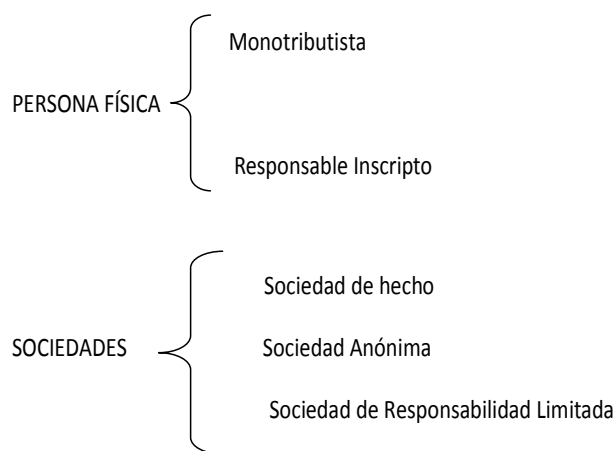 Monotributista
PERSONA FÍSICA
Responsable Inscripto
Sociedad de hecho
SOCIEDADES
Sociedad Anónima
Sociedad de Responsabilidad Limitada